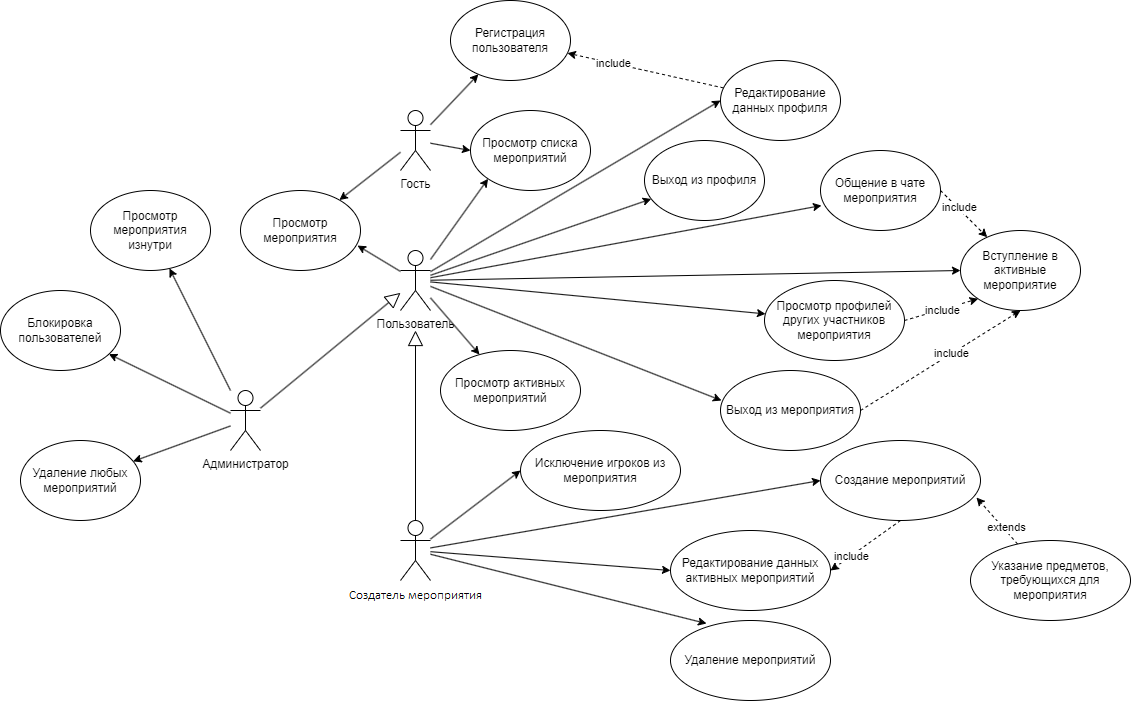 Регистрация
пользователя
include
Редактирование
данных профиля
Просмотр списка
мероприятий
Гость
Выход из профиля
Общение в чате
мероприятия
include
Просмотр
мероприятия
изнутри
Просмотр
мероприятия
Вступление в
активные
мероприятие
Пользователь
Просмотр профилей
других участников
мероприятия
include
Блокировка
пользователей
include
Просмотр активных
мероприятий
Выход из мероприятия
Администратор
Удаление любых
мероприятий
Исключение игроков из
мероприятия
Создание мероприятий
extends
include
Редактирование данных
активных мероприятий
Указание предметов,
требующихся для
мероприятия
Создатель мероприятия
Удаление мероприятий